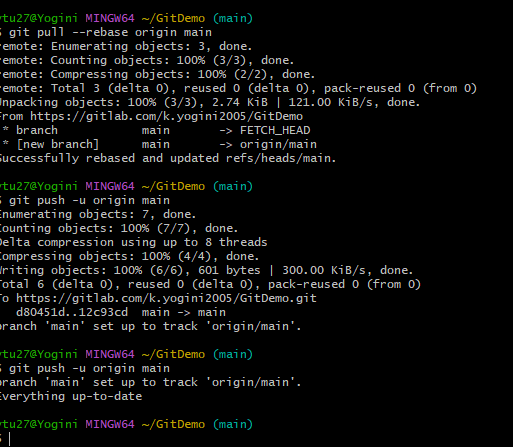 ytu27@Yogini MINGW64 ~/GitDemo (main)
$ git pull --rebase origin main
remote: Enumerating objects: 3, done.
remote: Counting objects: 100% (3/3), done.
remote: Compressing objects: 100% (2/2), done.
remote: Total 3 (delta 0), reused 0 (delta 0), pack-reused 0 (from 0)
Unpacking objects: 100% (3/3), 2.74 KiB | 121.00 KiB/s, done.
From https://gitlab.com/k.yogini2005/GitDemo
 * branch            main       -> FETCH_HEAD
 * [new branch]      main       -> origin/main
Successfully rebased and updated refs/heads/main.
ytu27@Yogini MINGW64 ~/GitDemo (main)
$ git push -u origin main
Enumerating objects: 7, done.
Counting objects: 100% (7/7), done.
Delta compression using up to 8 threads
Compressing objects: 100% (4/4), done.
Writing objects: 100% (6/6), 601 bytes | 300.00 KiB/s, done.
Total 6 (delta 0), reused 0 (delta 0), pack-reused 0 (from 0)
To https://gitlab.com/k.yogini2005/GitDemo.git
   d80451d..12c93cd  main -> main
branch 'main' set up to track 'origin/main'.
ytu27@Yogini MINGW64 ~/GitDemo (main)
$ git push -u origin main
branch 'main' set up to track 'origin/main'.
Everything up-to-date
ytu27@Yogini MINGW64 ~/GitDemo (main)
$